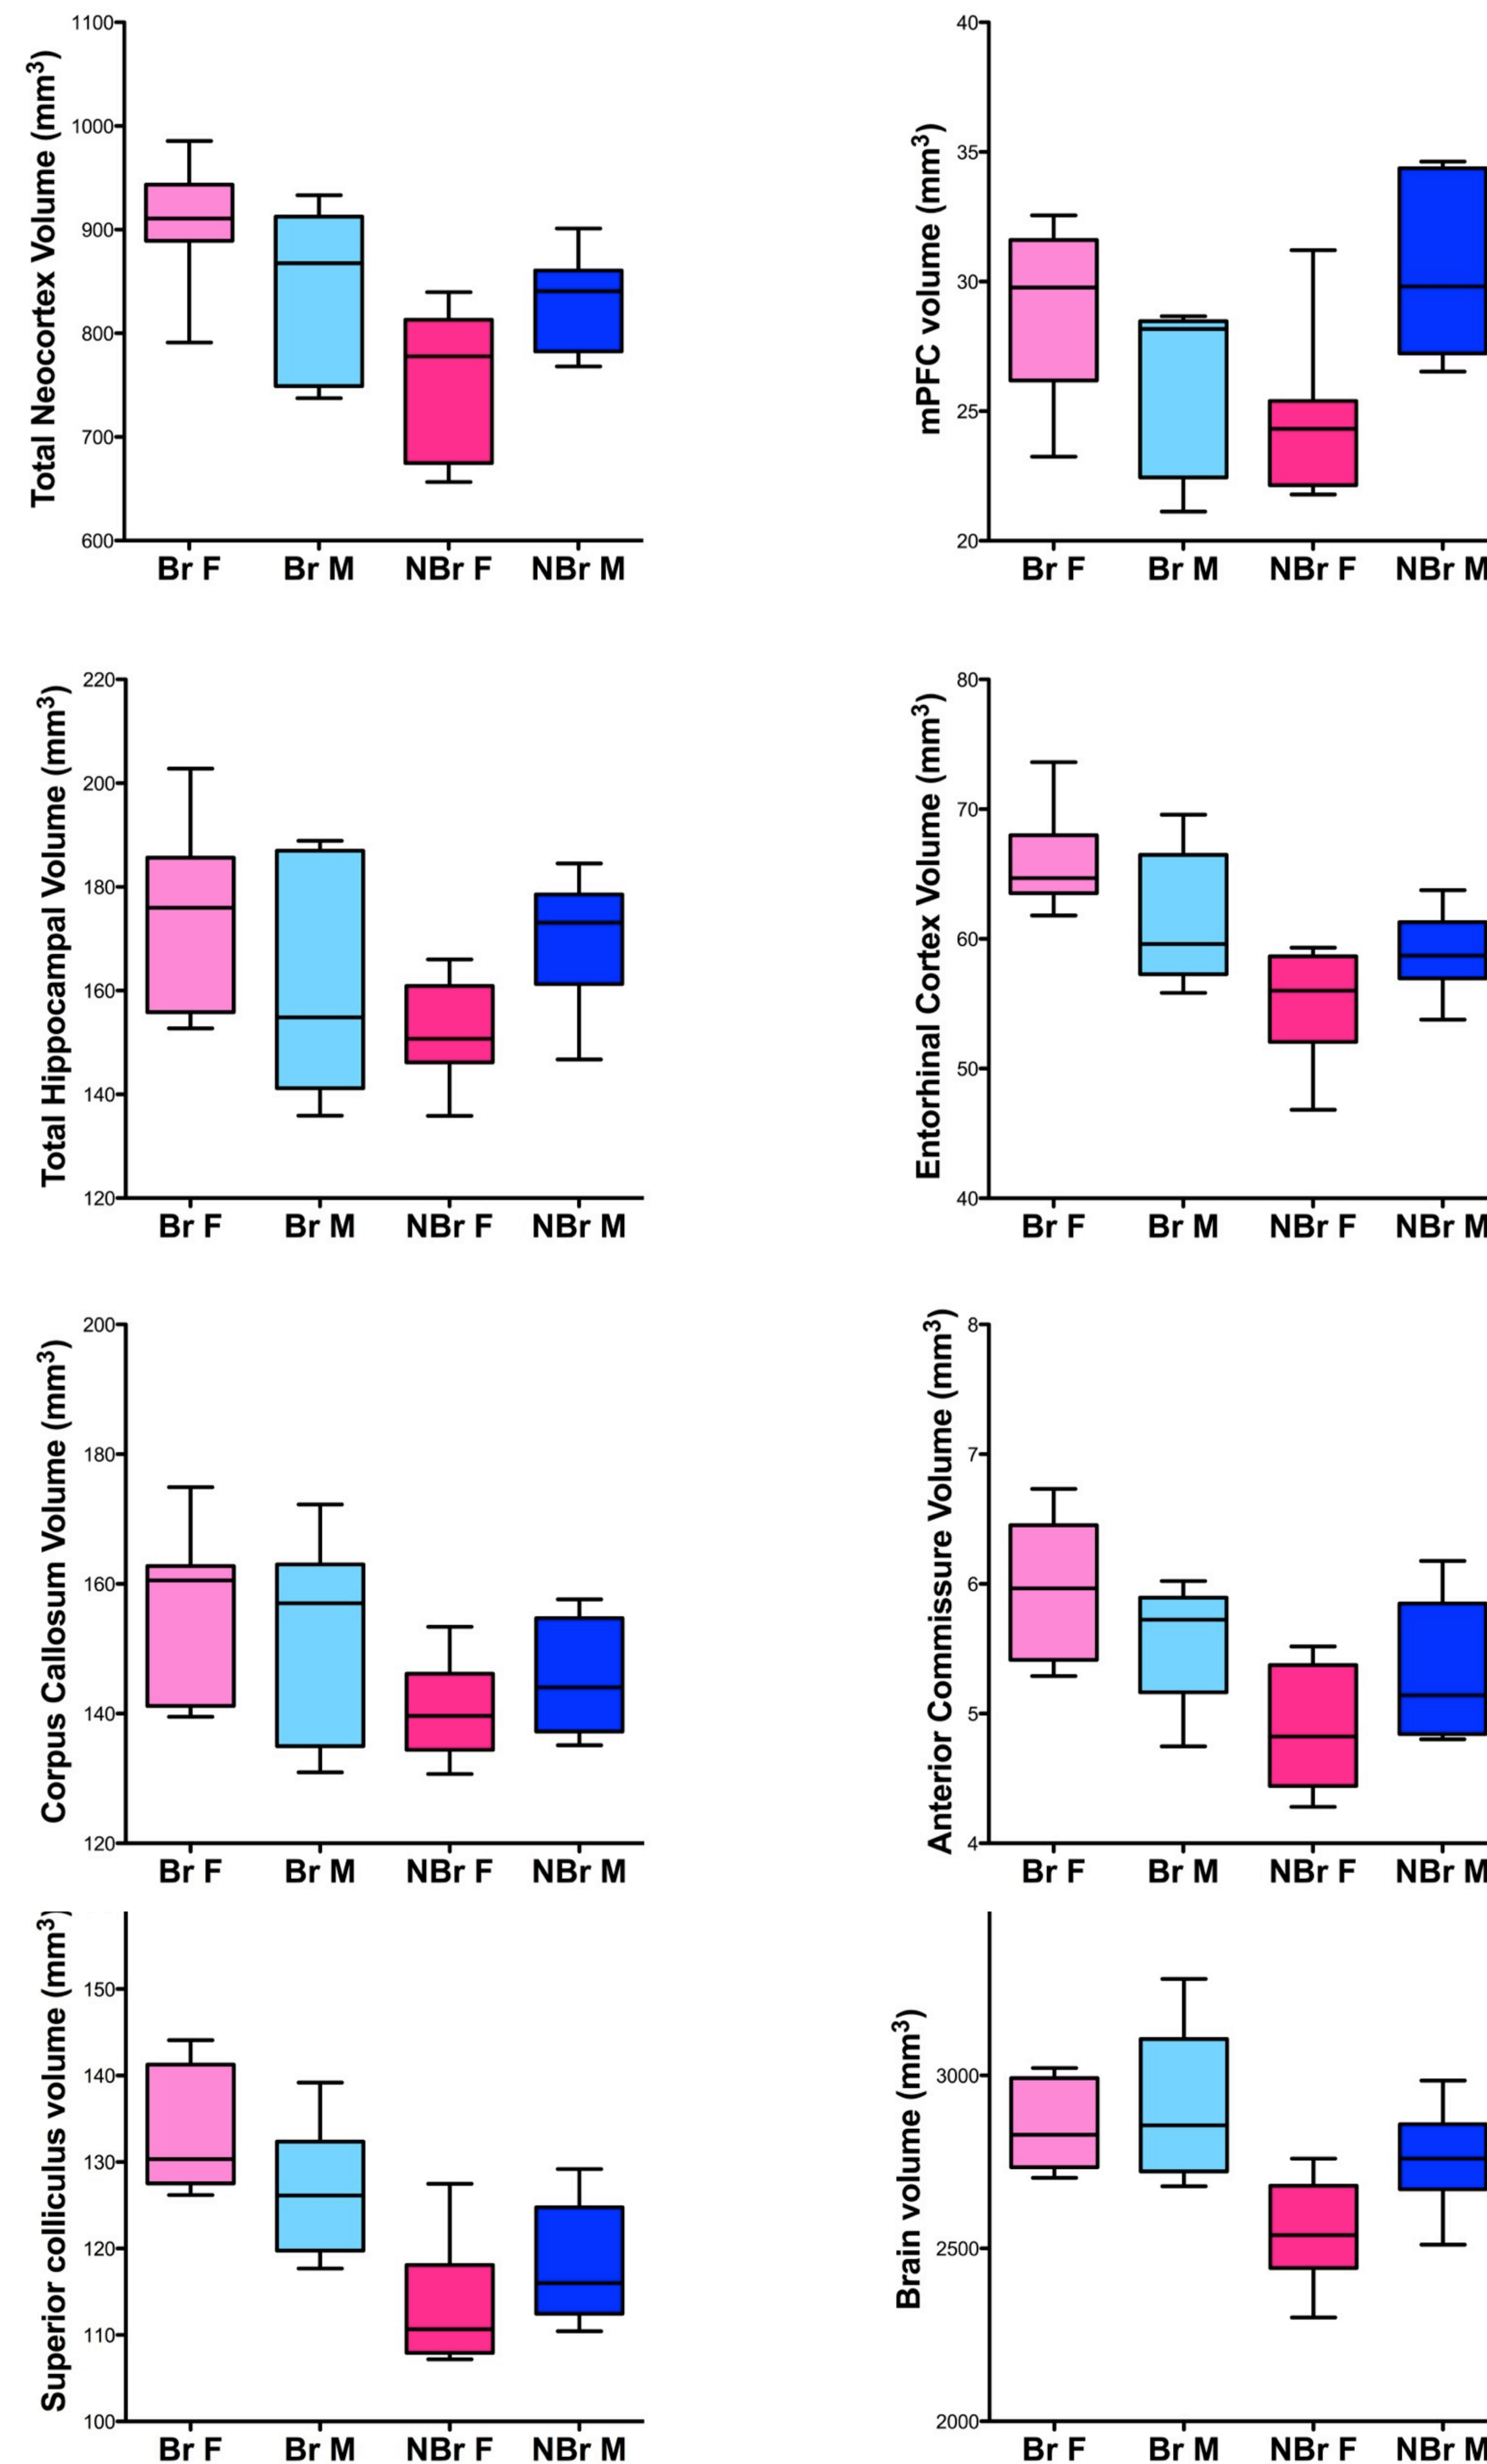 Total Neocortex Volume (mm³)
1100
1000
900
800
700
600
Br F Br M NBr F NBr M
mPFC volume (mm³)
40
35
30
25
20
Br F Br M NBr F NBr M
Total Hippocampal Volume (mm³)
220
200
180
160
140
120
Br F Br M NBr F NBr M
Entorhinal Cortex Volume (mm³)
80
70
60
50
40
Br F Br M NBr F NBr M
Corpus Callosum Volume (mm³)
200
180
160
140
120
Br F Br M NBr F NBr M
Anterior Commissure Volume (mm³)
8
7
6
5
4
Br F Br M NBr F NBr M
Superior colliculus volume (mm³)
150
140
130
120
110
100
Br F Br M NBr F NBr M
Brain volume (mm³)
3000
2500
2000
Br F Br M NBr F NBr M